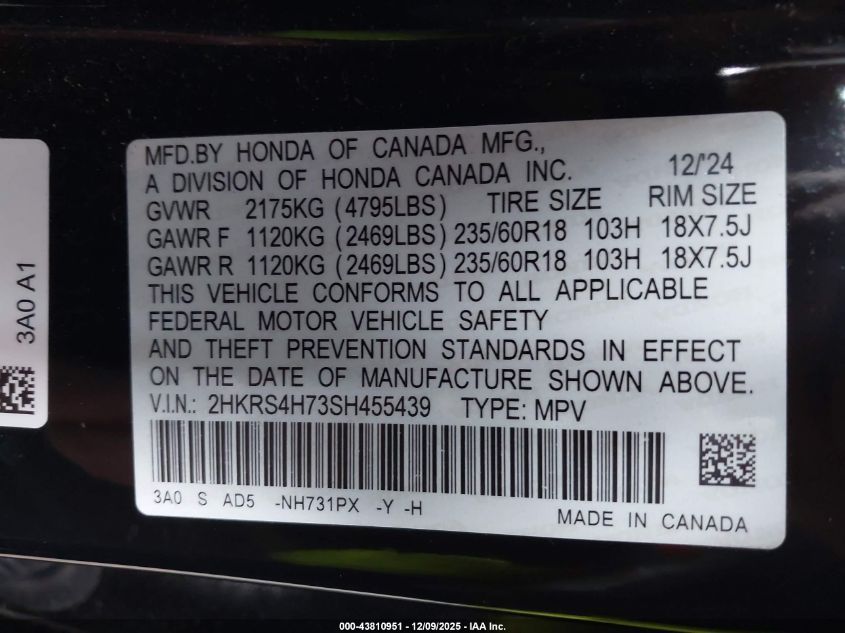 MFD.BY HONDA OF CANADA MFG.,
A DIVISION OF HONDA CANADA INC. 12/'24
GVWR 2175KG (4795LBS) TIRE SIZE RIM SIZE
GAWR F 1120KG (2469LBS) 235/60R18 103H 18X7.5J
GAWR R 1120KG (2469LBS) 235/60R18 103H 18X7.5J
THIS VEHICLE CONFORMS TO ALL APPLICABLE
FEDERAL MOTOR VEHICLE SAFETY
AND THEFT PREVENTION STANDARDS IN EFFECT
ON THE DATE OF MANUFACTURE SHOWN ABOVE.
V.I.N.: 2HKRS4H73SH455439 TYPE: MPV
3A0 S AD5 -NH731PX -Y -H
MADE IN CANADA
3A0 A1
000-43810951 - 12/09/2025 - IAA Inc.